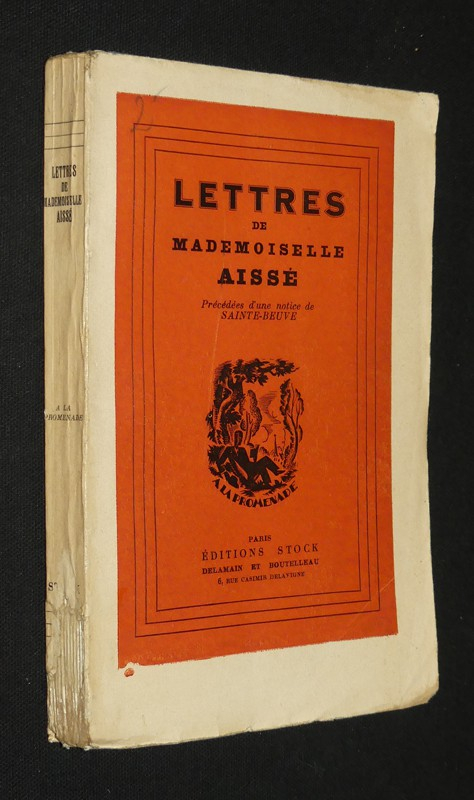 LETTRES
DE
MADEMOISELLE
AISSÉ
A LA
PROMENADE
2
LETTRES
DE
MADEMOISELLE
AISSÉ
Précédées d'une notice de
SAINTE-BEUVE
A LA PROMENADE
PARIS
ÉDITIONS STOCK
DELAMAIN ET BOUTELLEAU
6, RUE CASIMIR DELAVIGNE